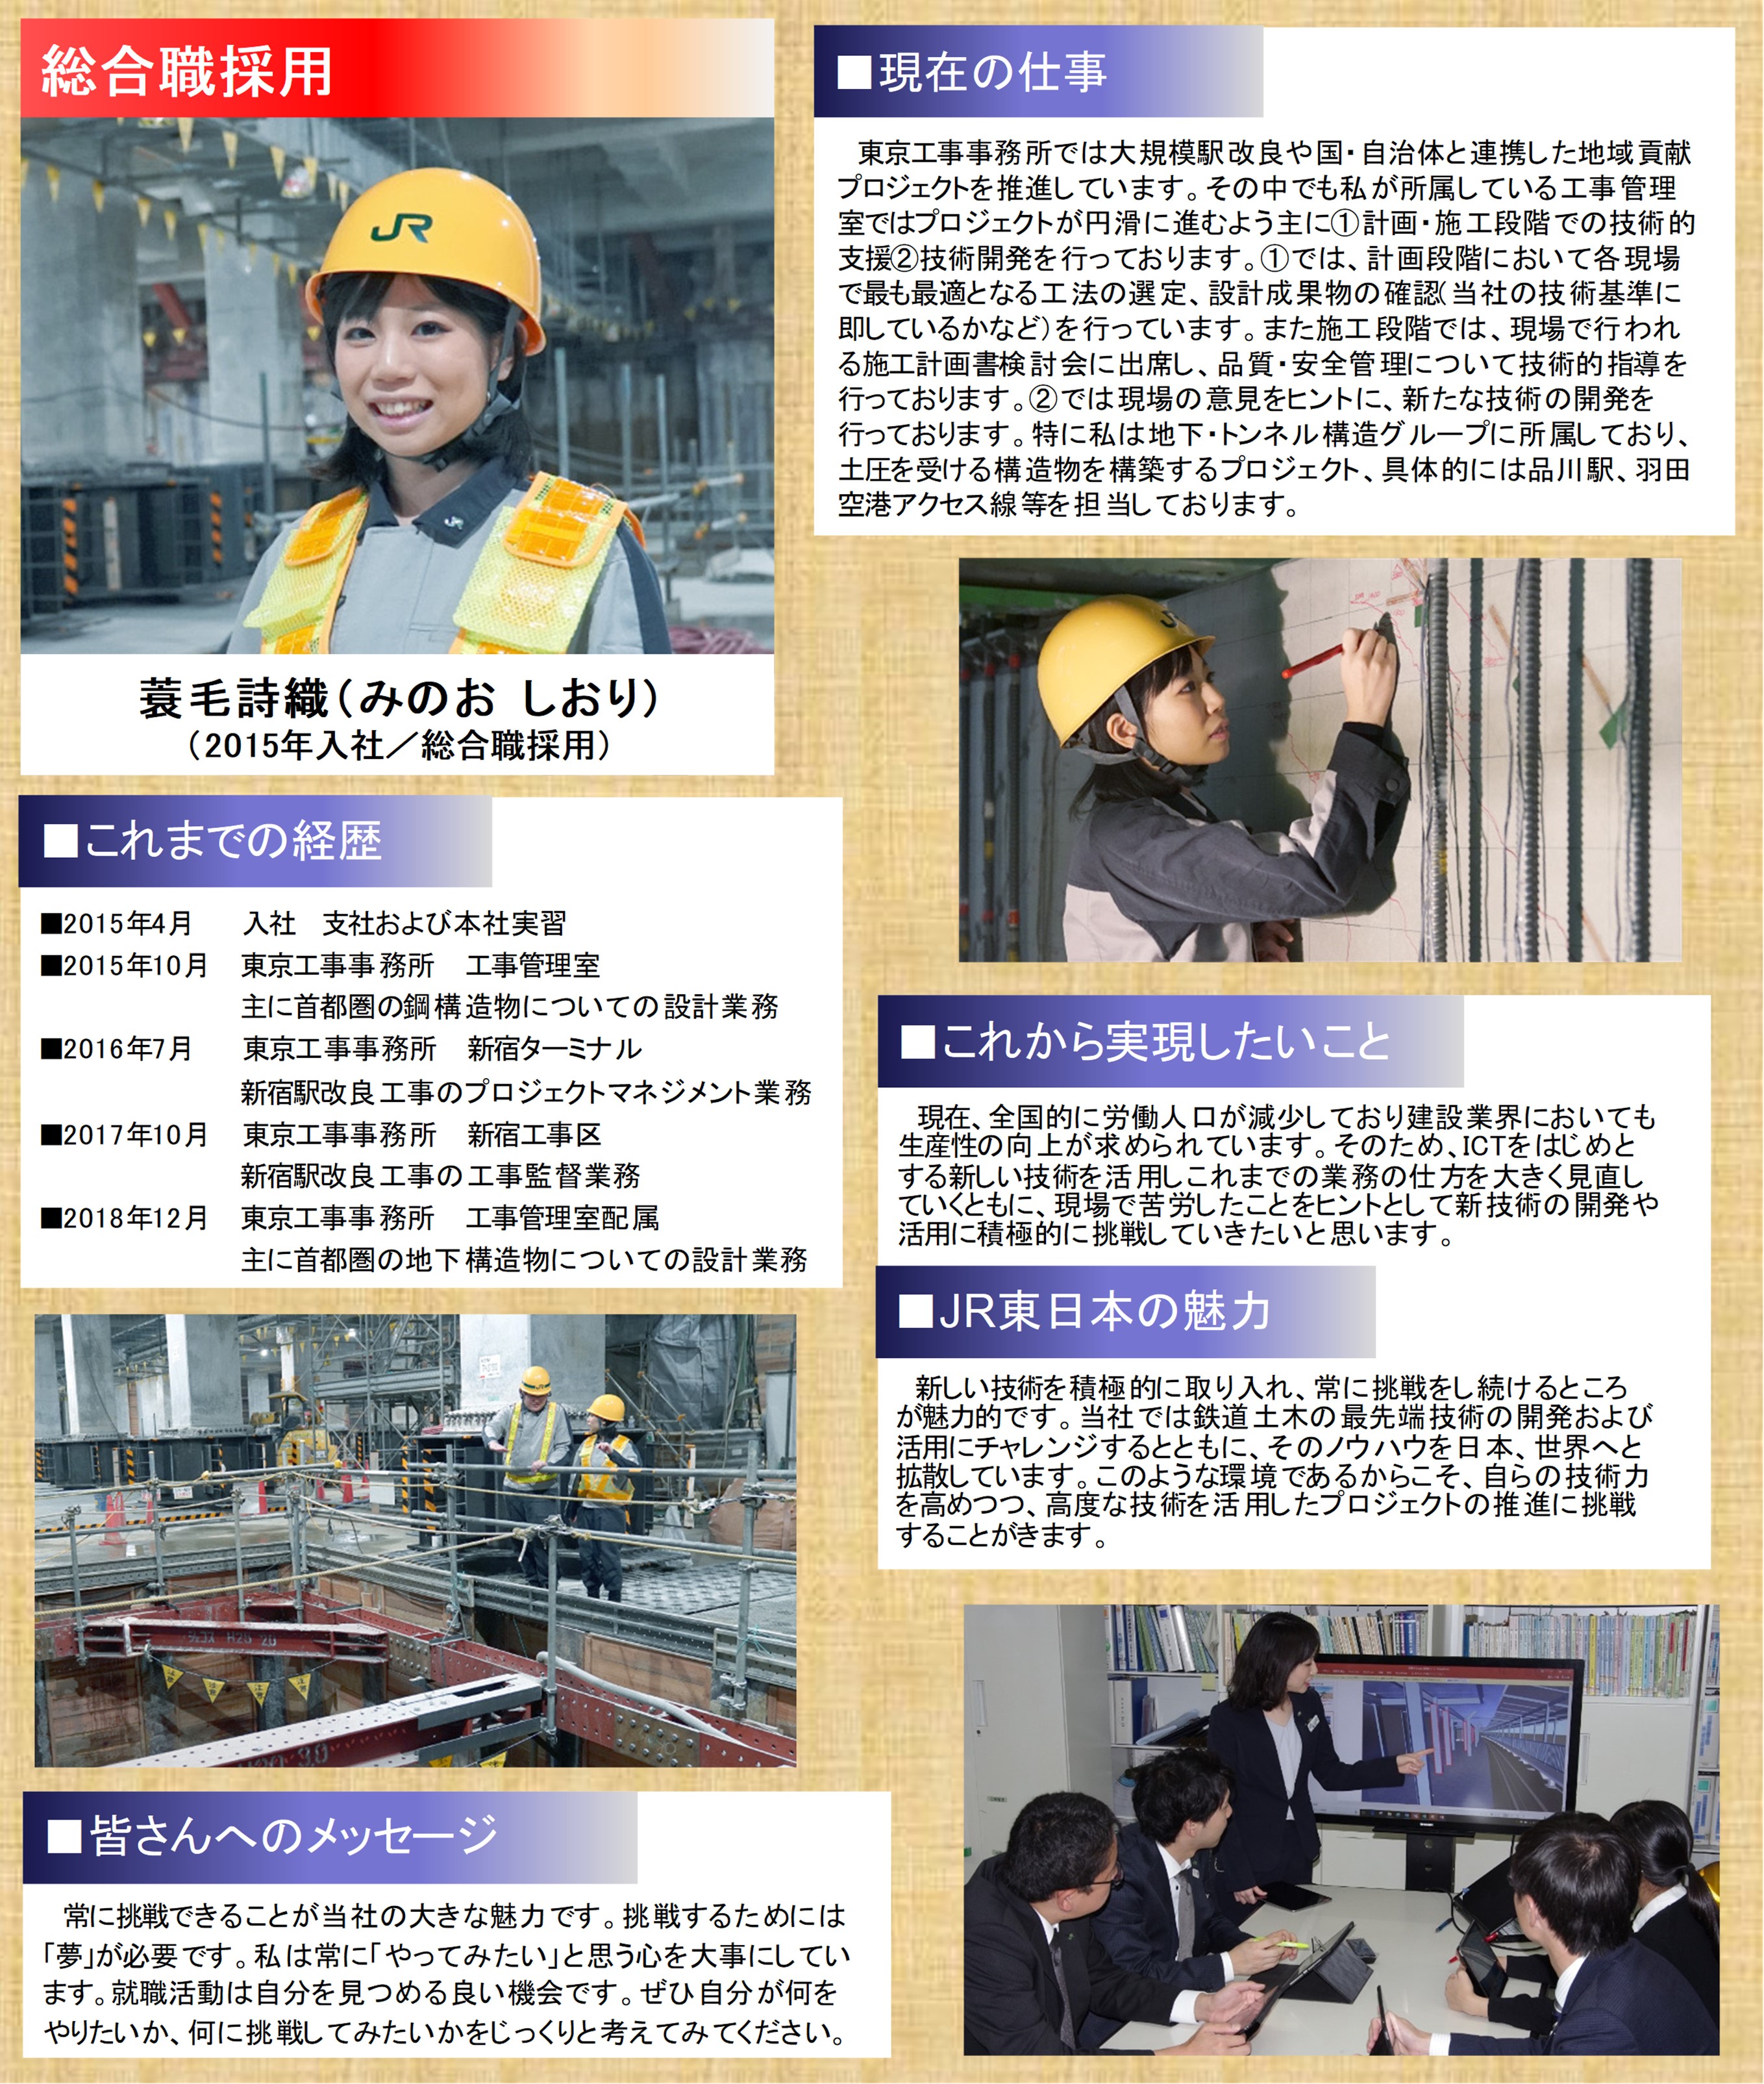 総合職採用
JR
蓑毛詩織（みのお しおり）
（2015年入社／総合職採用）
■これまでの経歴
■2015年4月　入社　支社および本社実習
■2015年10月　東京工事事務所　工事管理室
主に首都圏の鋼構造物についての設計業務
■2016年7月　東京工事事務所　新宿ターミナル
新宿駅改良工事のプロジェクトマネジメント業務
■2017年10月　東京工事事務所　新宿工事区
新宿駅改良工事の工事監督業務
■2018年12月　東京工事事務所　工事管理室配属
主に首都圏の地下構造物についての設計業務
■皆さんへのメッセージ
常に挑戦できることが当社の大きな魅力です。挑戦するためには
「夢」が必要です。私は常に「やってみたい」と思う心を大事にしてい
ます。就職活動は自分を見つめる良い機会です。ぜひ自分が何を
やりたいか、何に挑戦してみたいかをじっくりと考えてみてください。
■現在の仕事
東京工事事務所では大規模駅改良や国・自治体と連携した地域貢献
プロジェクトを推進しています。その中でも私が所属している工事管理
室ではプロジェクトが円滑に進むよう主に①計画・施工段階での技術的
支援②技術開発を行っております。①では、計画段階において各現場
で最も最適となる工法の選定、設計成果物の確認（当社の技術基準に
即しているかなど）を行っています。また施工段階では、現場で行われ
る施工計画書検討会に出席し、品質・安全管理について技術的指導を
行っております。②では現場の意見をヒントに、新たな技術の開発を
行っております。特に私は地下・トンネル構造グループに所属しており、
土圧を受ける構造物を構築するプロジェクト、具体的には品川駅、羽田
空港アクセス線等を担当しております。
■これから実現したいこと
現在、全国的に労働人口が減少しており建設業界においても
生産性の向上が求められています。そのため、ICTをはじめと
する新しい技術を活用しこれまでの業務の仕方を大きく見直し
ていくともに、現場で苦労したことをヒントとして新技術の開発や
活用に積極的に挑戦していきたいと思います。
■JR東日本の魅力
新しい技術を積極的に取り入れ、常に挑戦をし続けるところ
が魅力的です。当社では鉄道土木の最先端技術の開発および
活用にチャレンジするとともに、そのノウハウを日本、世界へと
拡散しています。このような環境であるからこそ、自らの技術力
を高めつつ、高度な技術を活用したプロジェクトの推進に挑戦
することがきます。